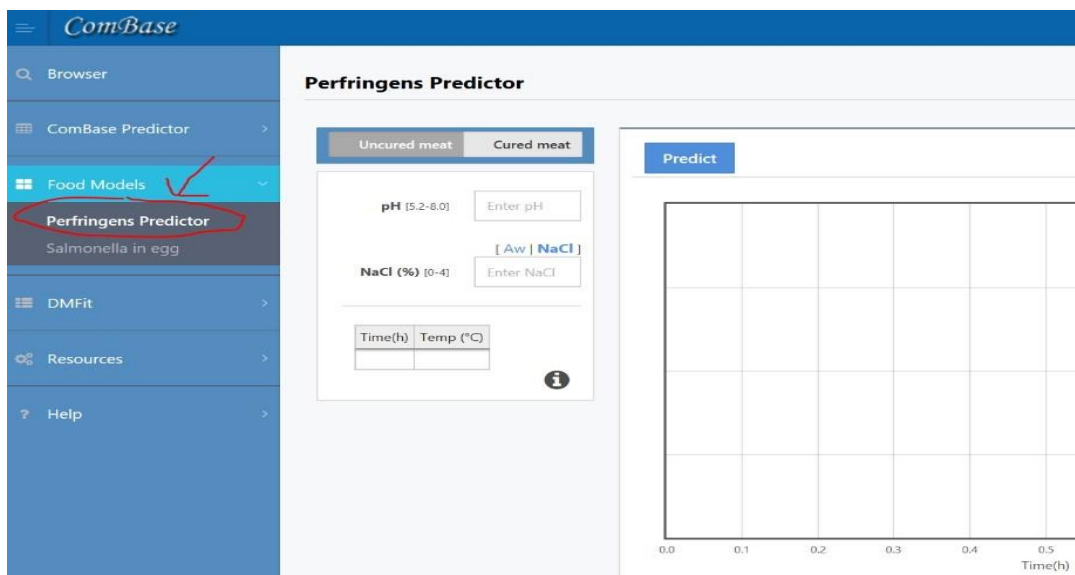 ComBase
Browser
ComBase Predictor
Food Models
Perfringens Predictor
Salmonella in egg
DMFit
Resources
? Help
Perfringens Predictor
Uncured meat Cured meat
pH [5.2-8.0] Enter pH
[ Aw | NaCl ]
NaCl (%) [0-4] Enter NaCl
Time(h) Temp (°C)
Predict
0.0 0.1 0.2 0.3 0.4 0.5
Time(h)